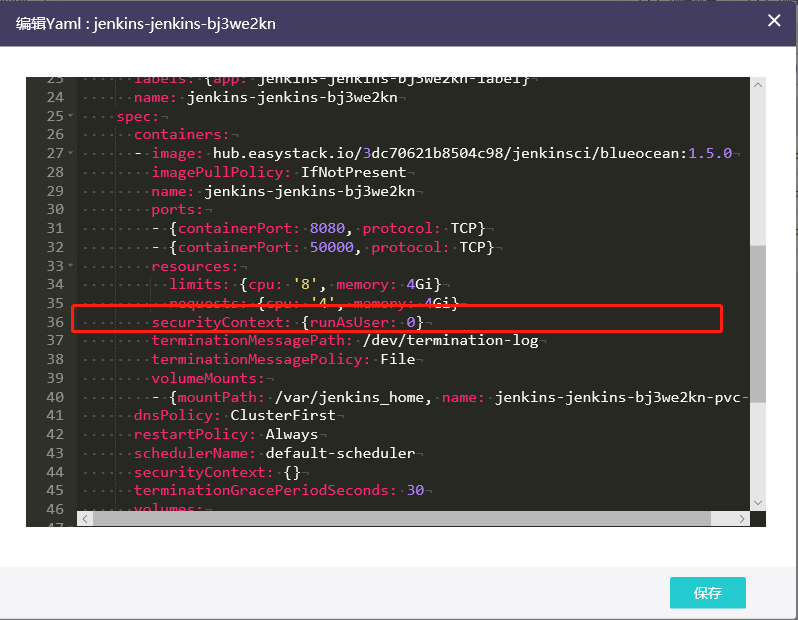 编辑Yaml : jenkins-jenkins-bj3we2kn
23 labels: {app: jenkins-jenkins-bj3we2kn-label}
24 name: jenkins-jenkins-bj3we2kn
25 spec:
26 containers:
27 - image: hub.easystack.io/3dc70621b8504c98/jenkinsci/blueocean:1.5.0
28 imagePullPolicy: IfNotPresent
29 name: jenkins-jenkins-bj3we2kn
30 ports:
31 - {containerPort: 8080, protocol: TCP}
32 - {containerPort: 50000, protocol: TCP}
33 resources:
34 limits: {cpu: '8', memory: 4Gi}
35 requests: {cpu: '4', memory: 4Gi}
36 securityContext: {runAsUser: 0}
37 terminationMessagePath: /dev/termination-log
38 terminationMessagePolicy: File
39 volumeMounts:
40 - {mountPath: /var/jenkins_home, name: jenkins-jenkins-bj3we2kn-pvc-
41 dnsPolicy: ClusterFirst
42 restartPolicy: Always
43 schedulerName: default-scheduler
44 securityContext: {}
45 terminationGracePeriodSeconds: 30
46 volumes:
47
保存